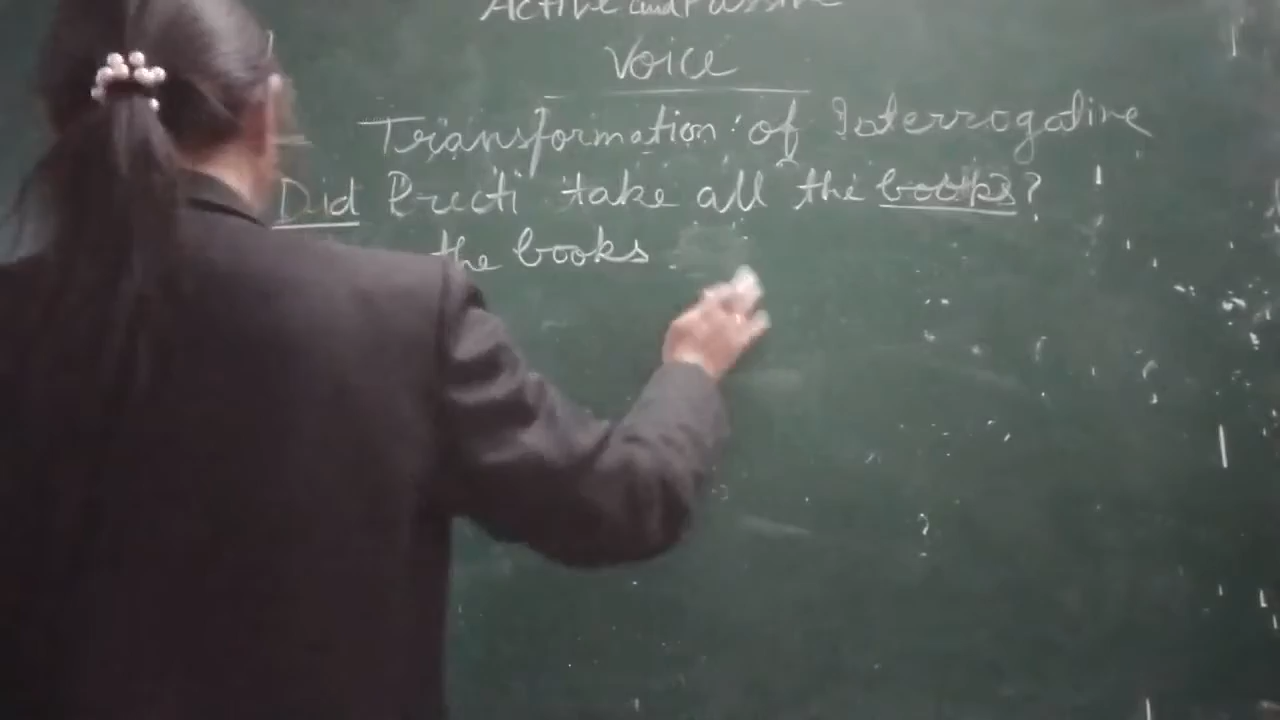 Active and Passive
Voice
Transformation of Interrogative
Did Preeti take all the books?
the books